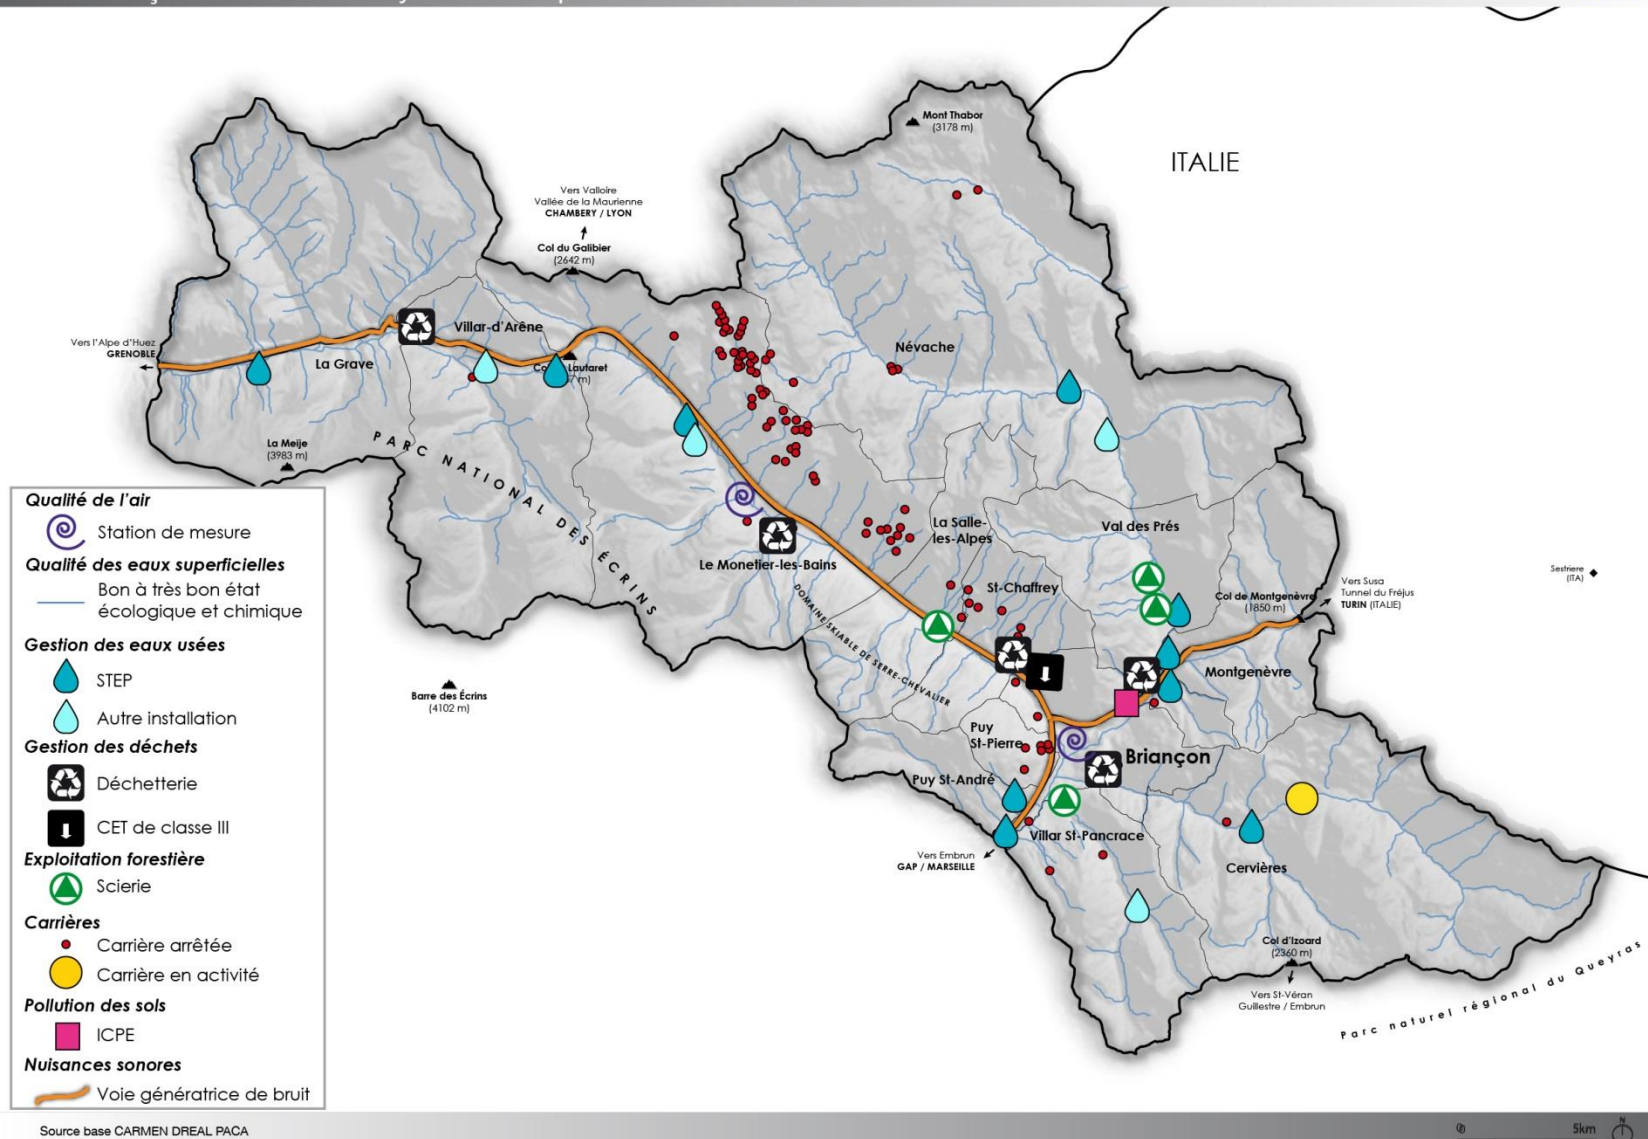 Mont Thabor
(3178 m)
ITALIE
Vers Valloire
Vallée de la Maurienne
CHAMBERY / LYON
Col du Galibier
(2642 m)
Villar-d'Arêne
Vers l'Alpe d'Huez
GRENOBLE
La Grave
Lautaret
Névache
La Meije
(3983 m)
PARC NATIONAL DES ÉCRINS
La Salle-
les-Alpes
Val des Prés
Le Monetier-les-Bains
St-Chaffrey
DOMAINE SKIABLE DE SERRE-CHEVALIER
Col de Montgenèvre
(1850 m)
Vers Susa
Tunnel du Fréjus
TURIN (ITALIE)
Sestriere
(ITA)
Montgenèvre
Barre des Écrins
(4102 m)
Puy
St-Pierre
Briançon
Puy St-André
Villar St-Pancrace
Vers Embrun
GAP / MARSEILLE
Cervières
Col d'Izoard
(2360 m)
Vers St-Véran
Guillestre / Embrun
Parc naturel régional du Queyras
Qualité de l'air
Station de mesure
Qualité des eaux superficielles
Bon à très bon état
écologique et chimique
Gestion des eaux usées
STEP
Autre installation
Gestion des déchets
Déchetterie
CET de classe III
Exploitation forestière
Scierie
Carrières
Carrière arrêtée
Carrière en activité
Pollution des sols
ICPE
Nuisances sonores
Voie génératrice de bruit
Source base CARMEN DREAL PACA
5km
N